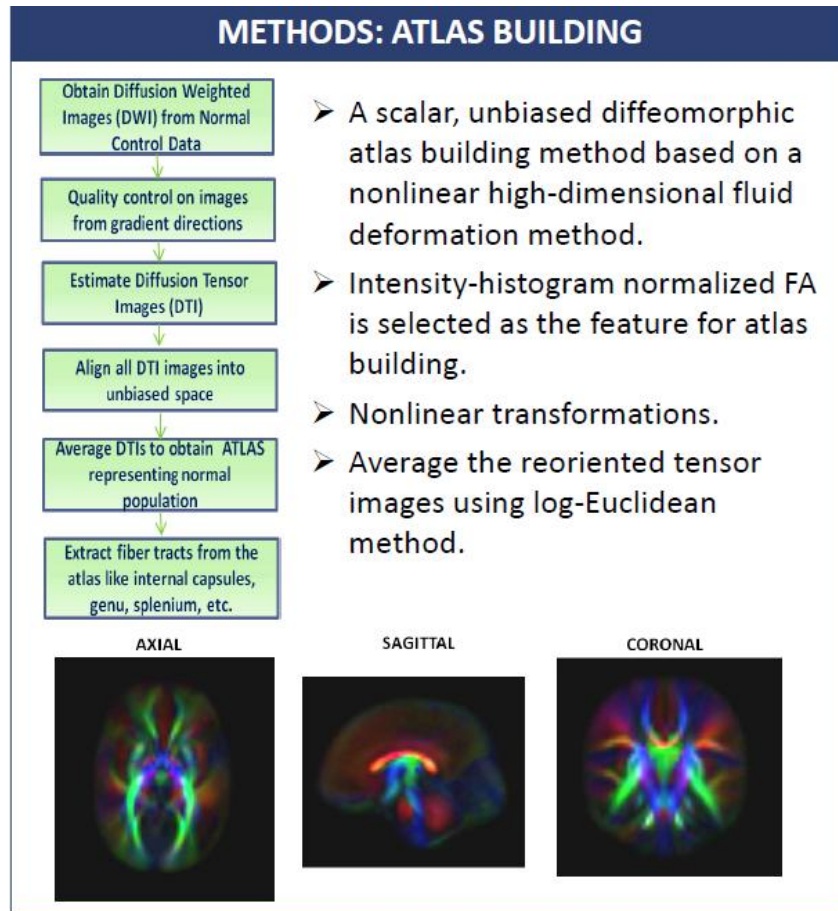 METHODS: ATLAS BUILDING
Obtain Diffusion Weighted
Images (DWI) from Normal
Control Data
Quality control on images
from gradient directions
Estimate Diffusion Tensor
Images (DTI)
Align all DTI images into
unbiased space
Average DTIs to obtain ATLAS
representing normal
population
Extract fiber tracts from the
atlas like internal capsules,
genu, splenium, etc.
➢ A scalar, unbiased diffeomorphic
atlas building method based on a
nonlinear high-dimensional fluid
deformation method.
➢ Intensity-histogram normalized FA
is selected as the feature for atlas
building.
➢ Nonlinear transformations.
➢ Average the reoriented tensor
images using log-Euclidean
method.
AXIAL
SAGITTAL
CORONAL